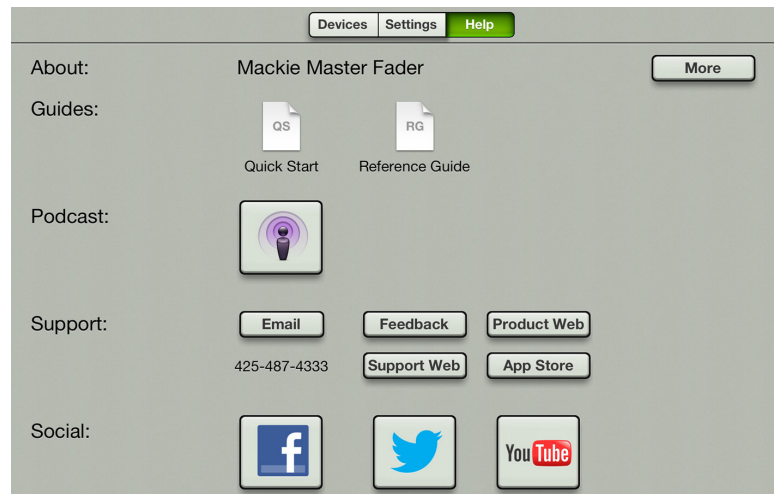 Devices Settings Help
About: Mackie Master Fader More
Guides:
QS RG
Quick Start Reference Guide
Podcast:
Support: Email Feedback Product Web
425-487-4333 Support Web App Store
Social: f You Tube